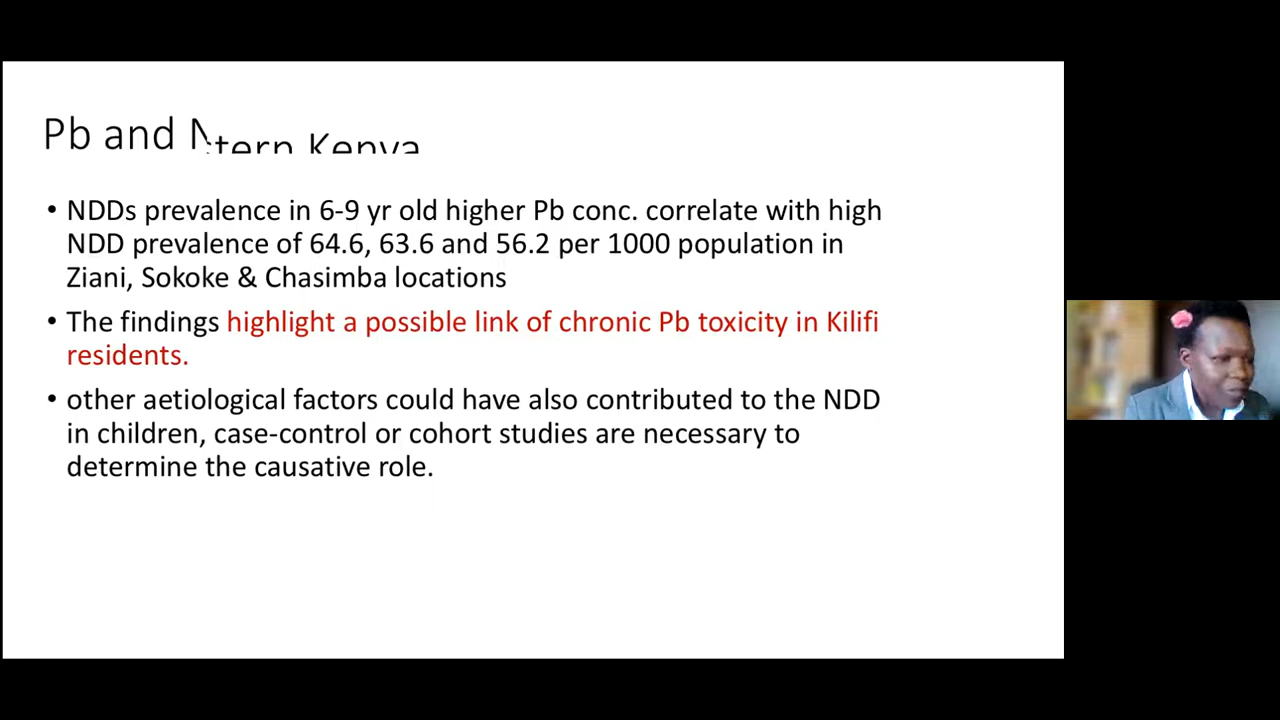 Pb and
Kenya
• NDDs prevalence in 6-9 yr old higher Pb conc. correlate with high
NDD prevalence of 64.6, 63.6 and 56.2 per 1000 population in
Ziani, Sokoke & Chasimba locations
• The findings highlight a possible link of chronic Pb toxicity in Kilifi
residents.
• other aetiological factors could have also contributed to the NDD
in children, case-control or cohort studies are necessary to
determine the causative role.